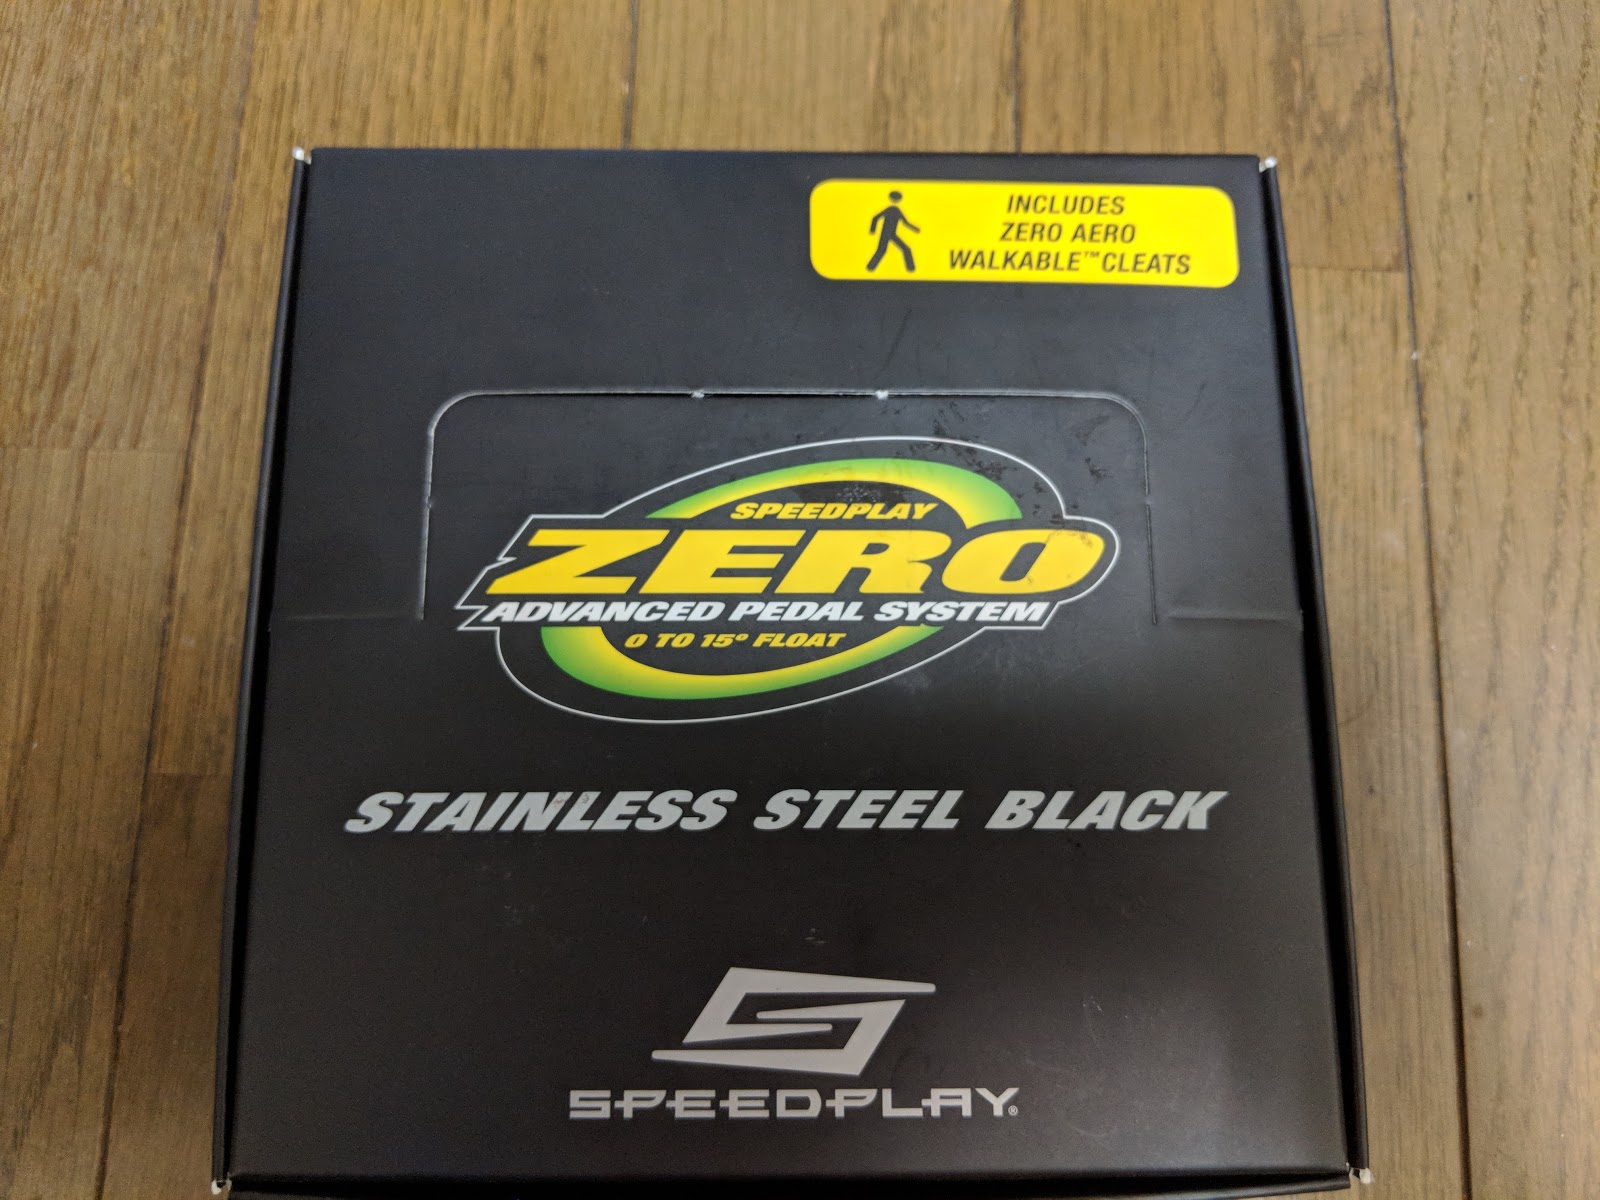 INCLUDES
ZERO AERO
WALKABLE™ CLEATS
SPEEDPLAY
ZERO
ADVANCED PEDAL SYSTEM
0 TO 15° FLOAT
STAINLESS STEEL BLACK
SPEEDPLAY®